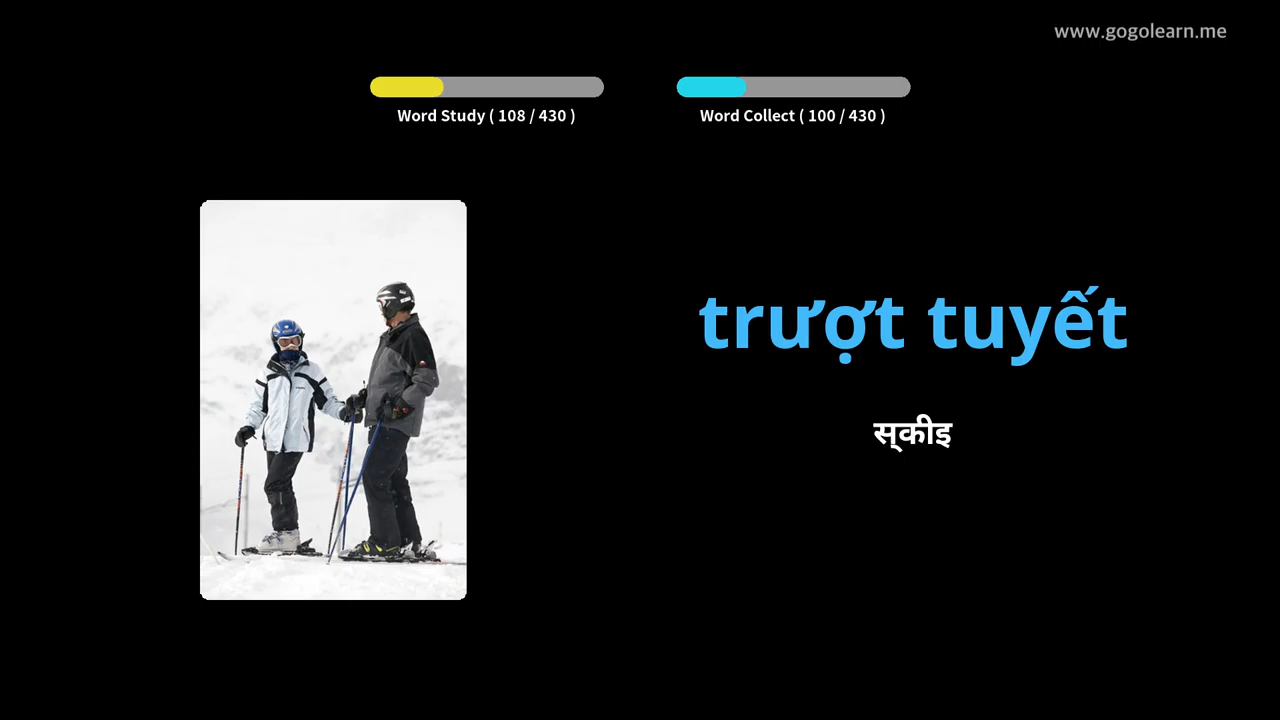 www.gogolearn.me
Word Study ( 108 / 430 )
Word Collect ( 100 / 430 )
trượt tuyết
स्कीइ